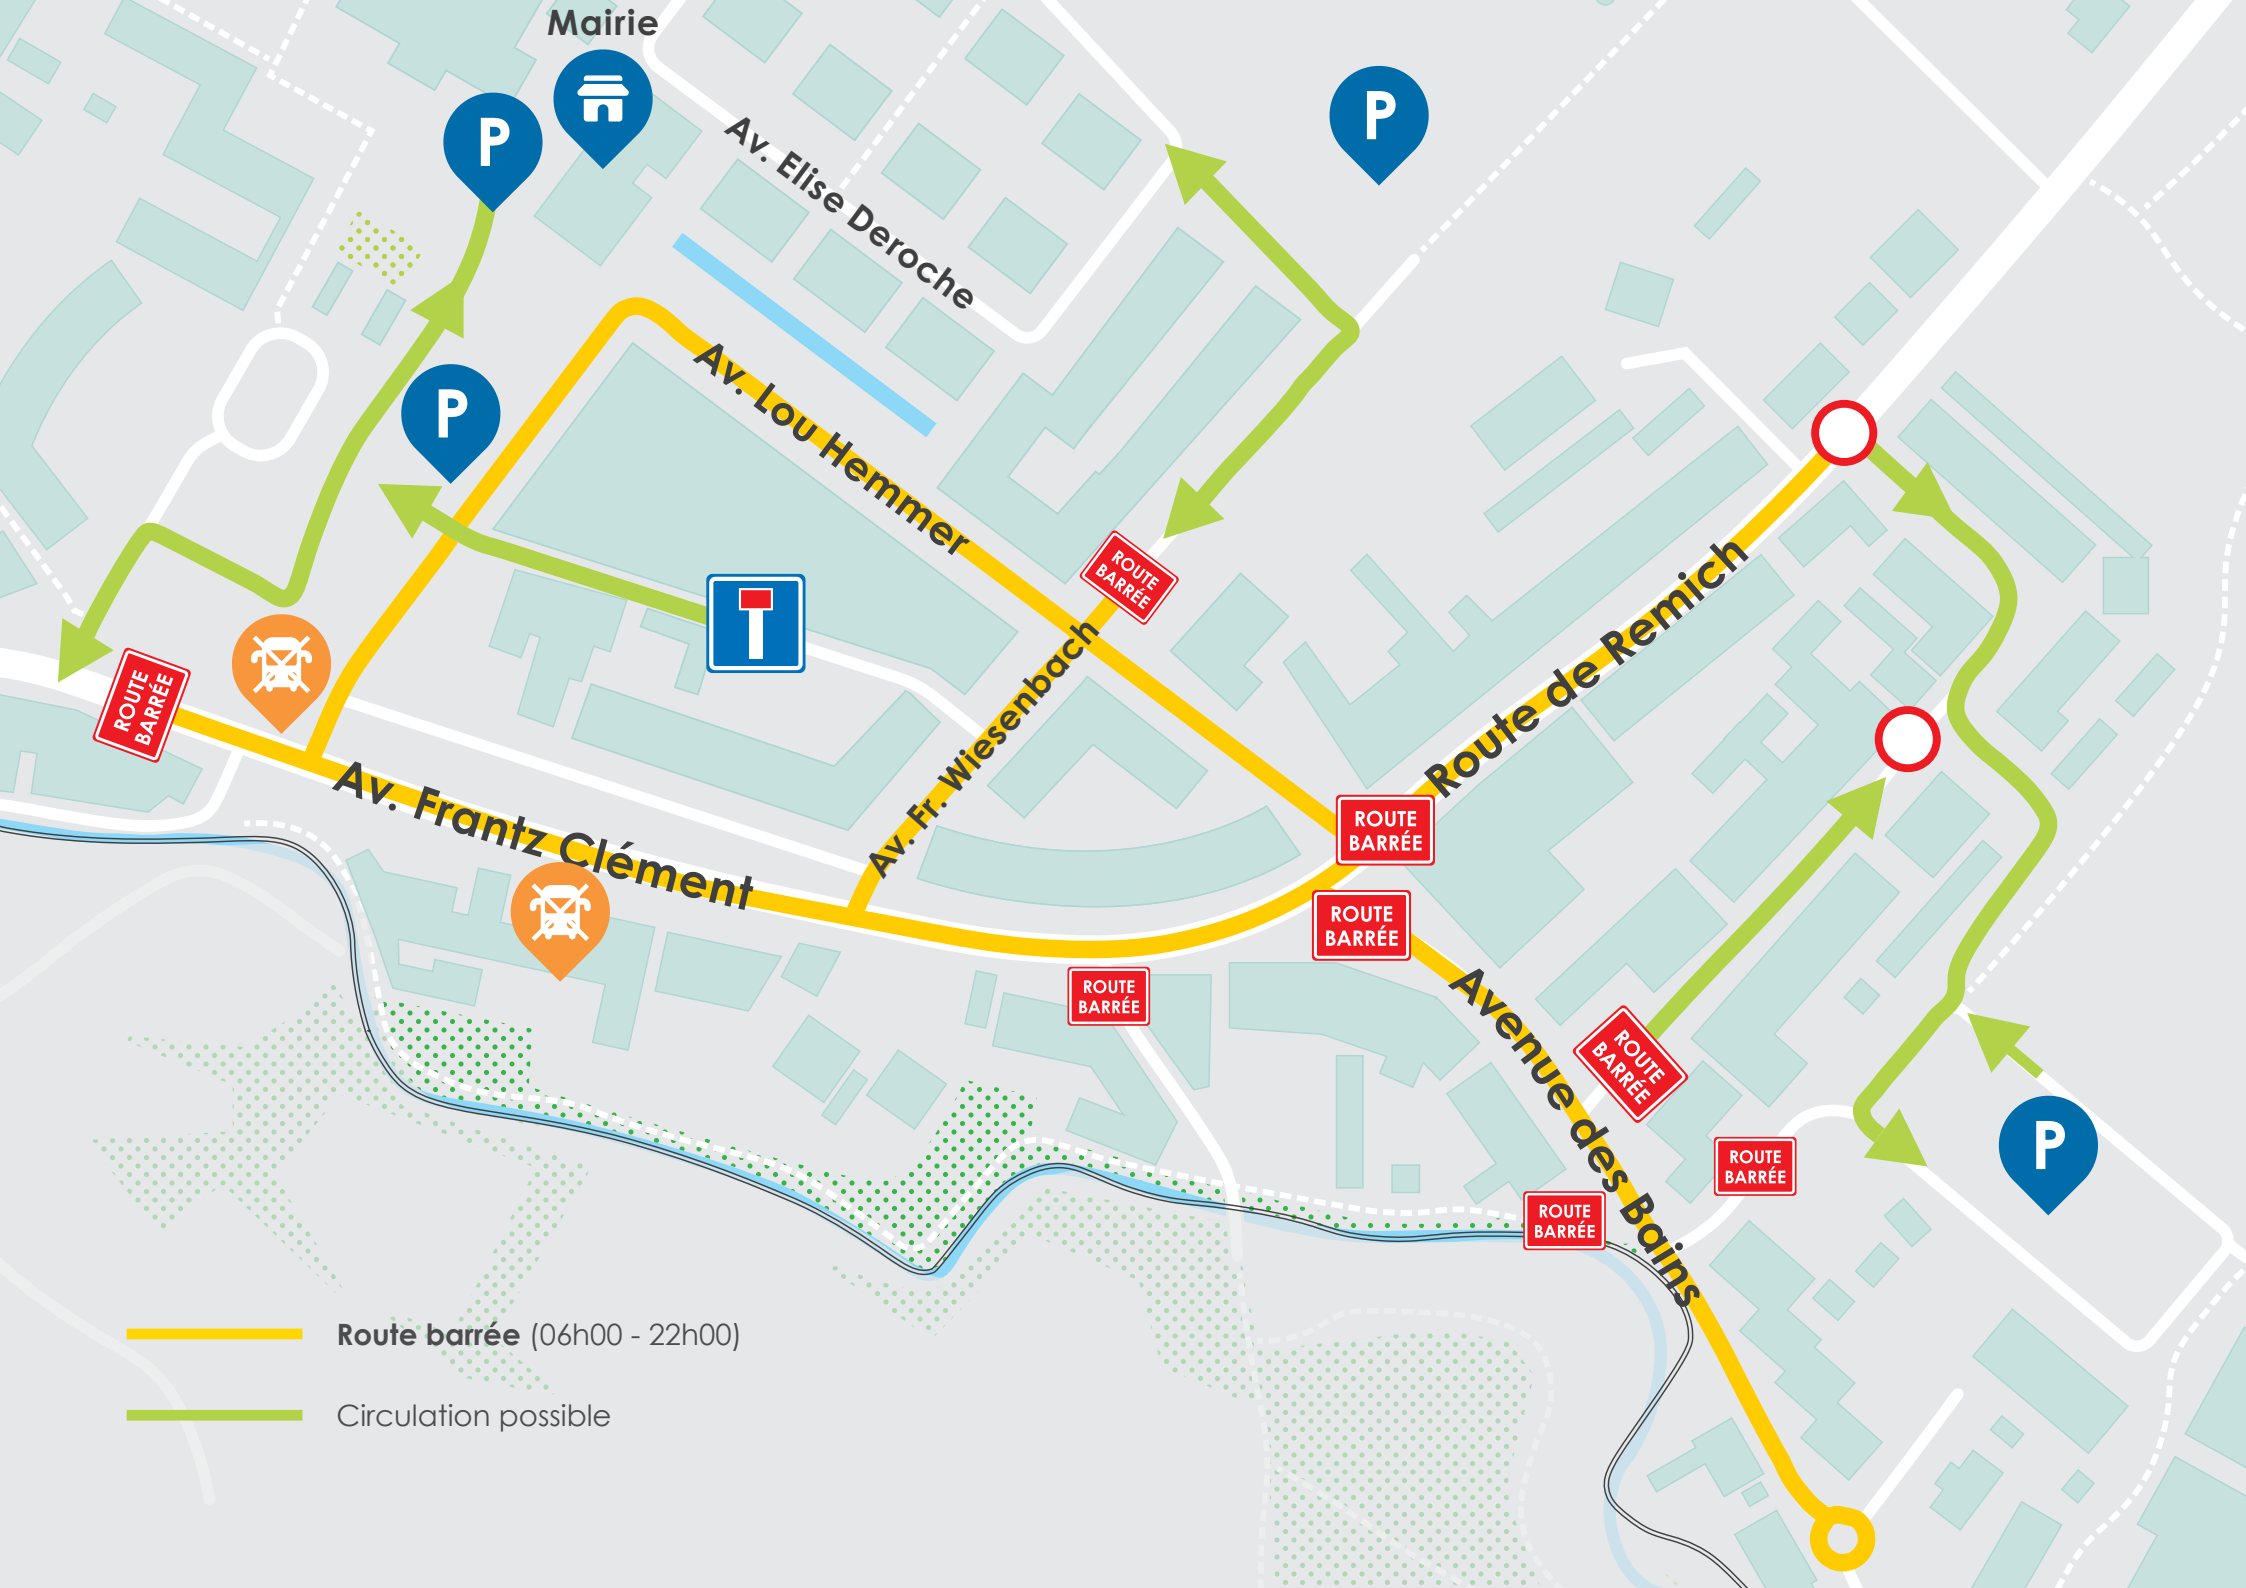 Mairie
P
P
P
Av. Elise Deroche
Av. Lou Hemmer
ROUTE
BARRÉE
Av. Fr. Wiesenbach
Route de Remich
ROUTE
BARRÉE
Av. Frantz Clément
ROUTE
BARRÉE
ROUTE
BARRÉE
ROUTE
BARRÉE
Avenue des Bains
ROUTE
BARRÉE
ROUTE
BARRÉE
ROUTE
BARRÉE
P
Route barrée (06h00 - 22h00)
Circulation possible